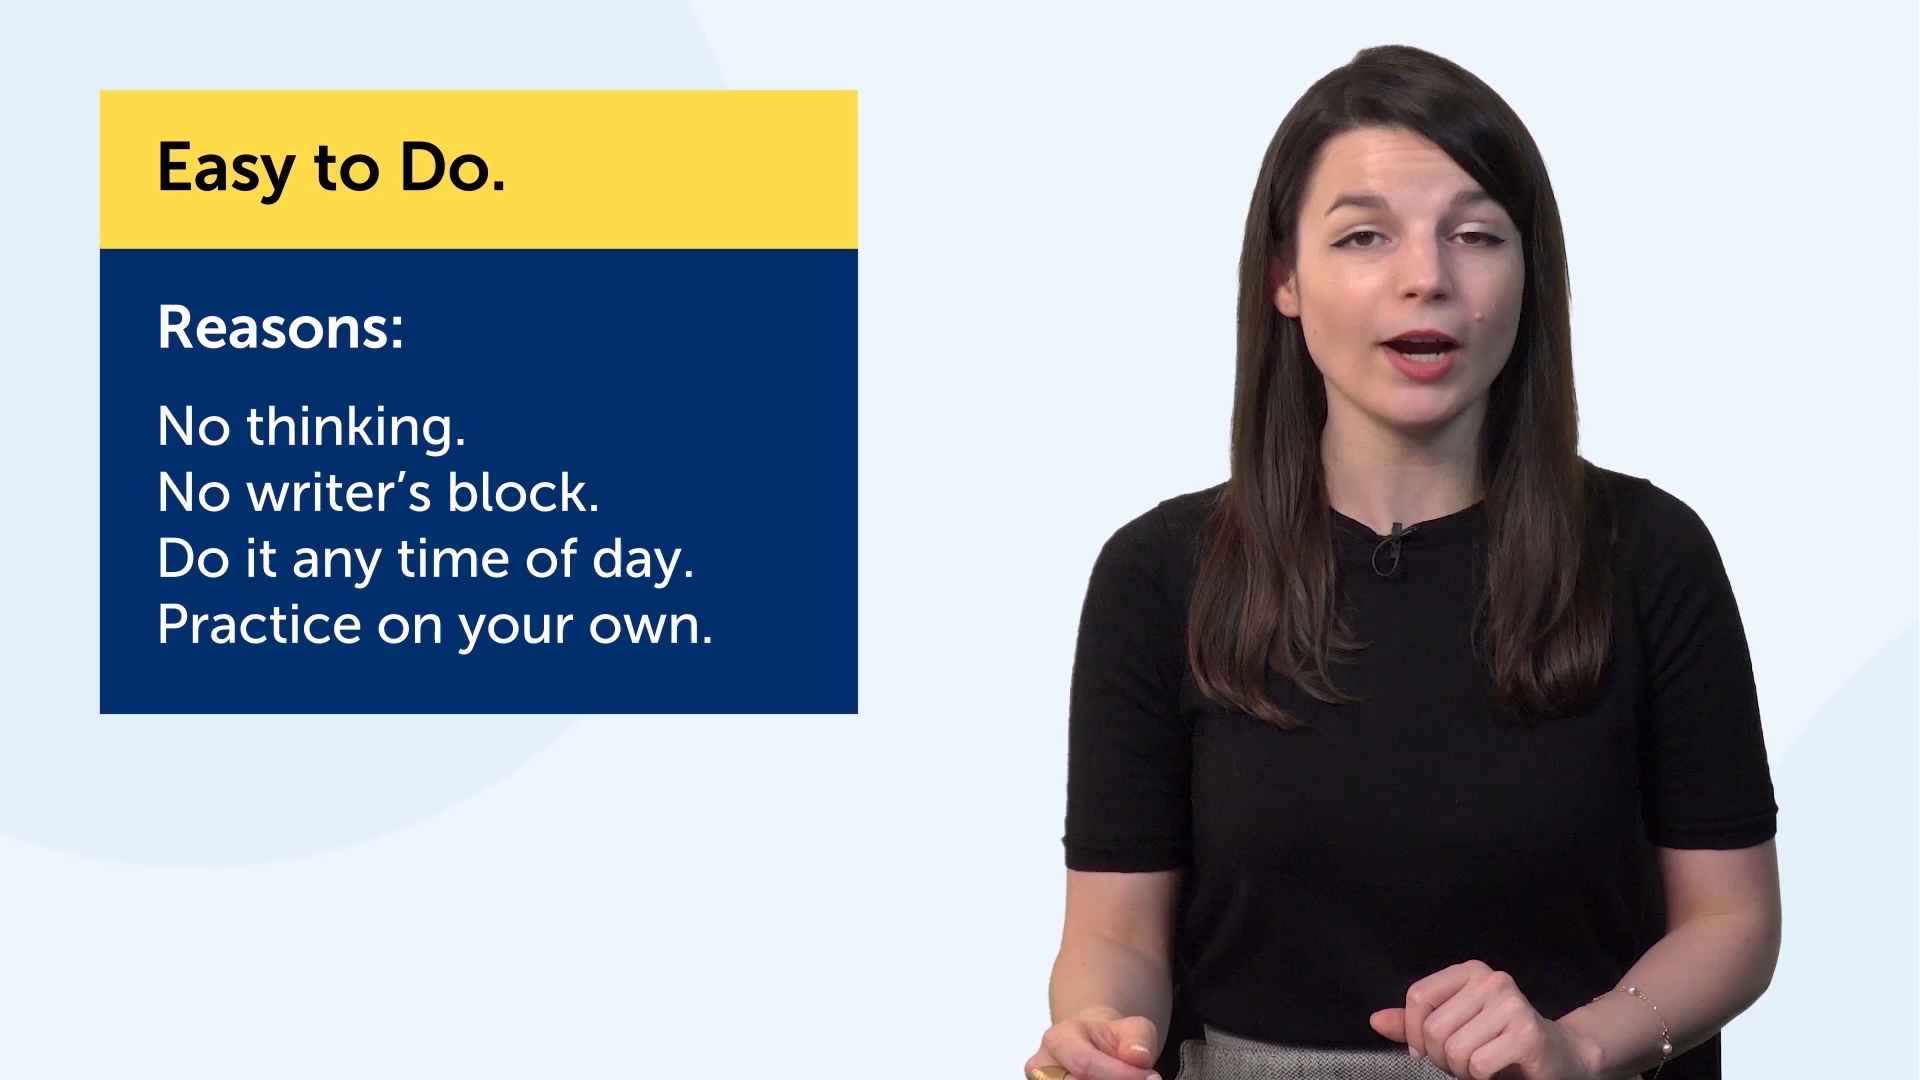 Easy to Do.
Reasons:
No thinking.
No writer’s block.
Do it any time of day.
Practice on your own.